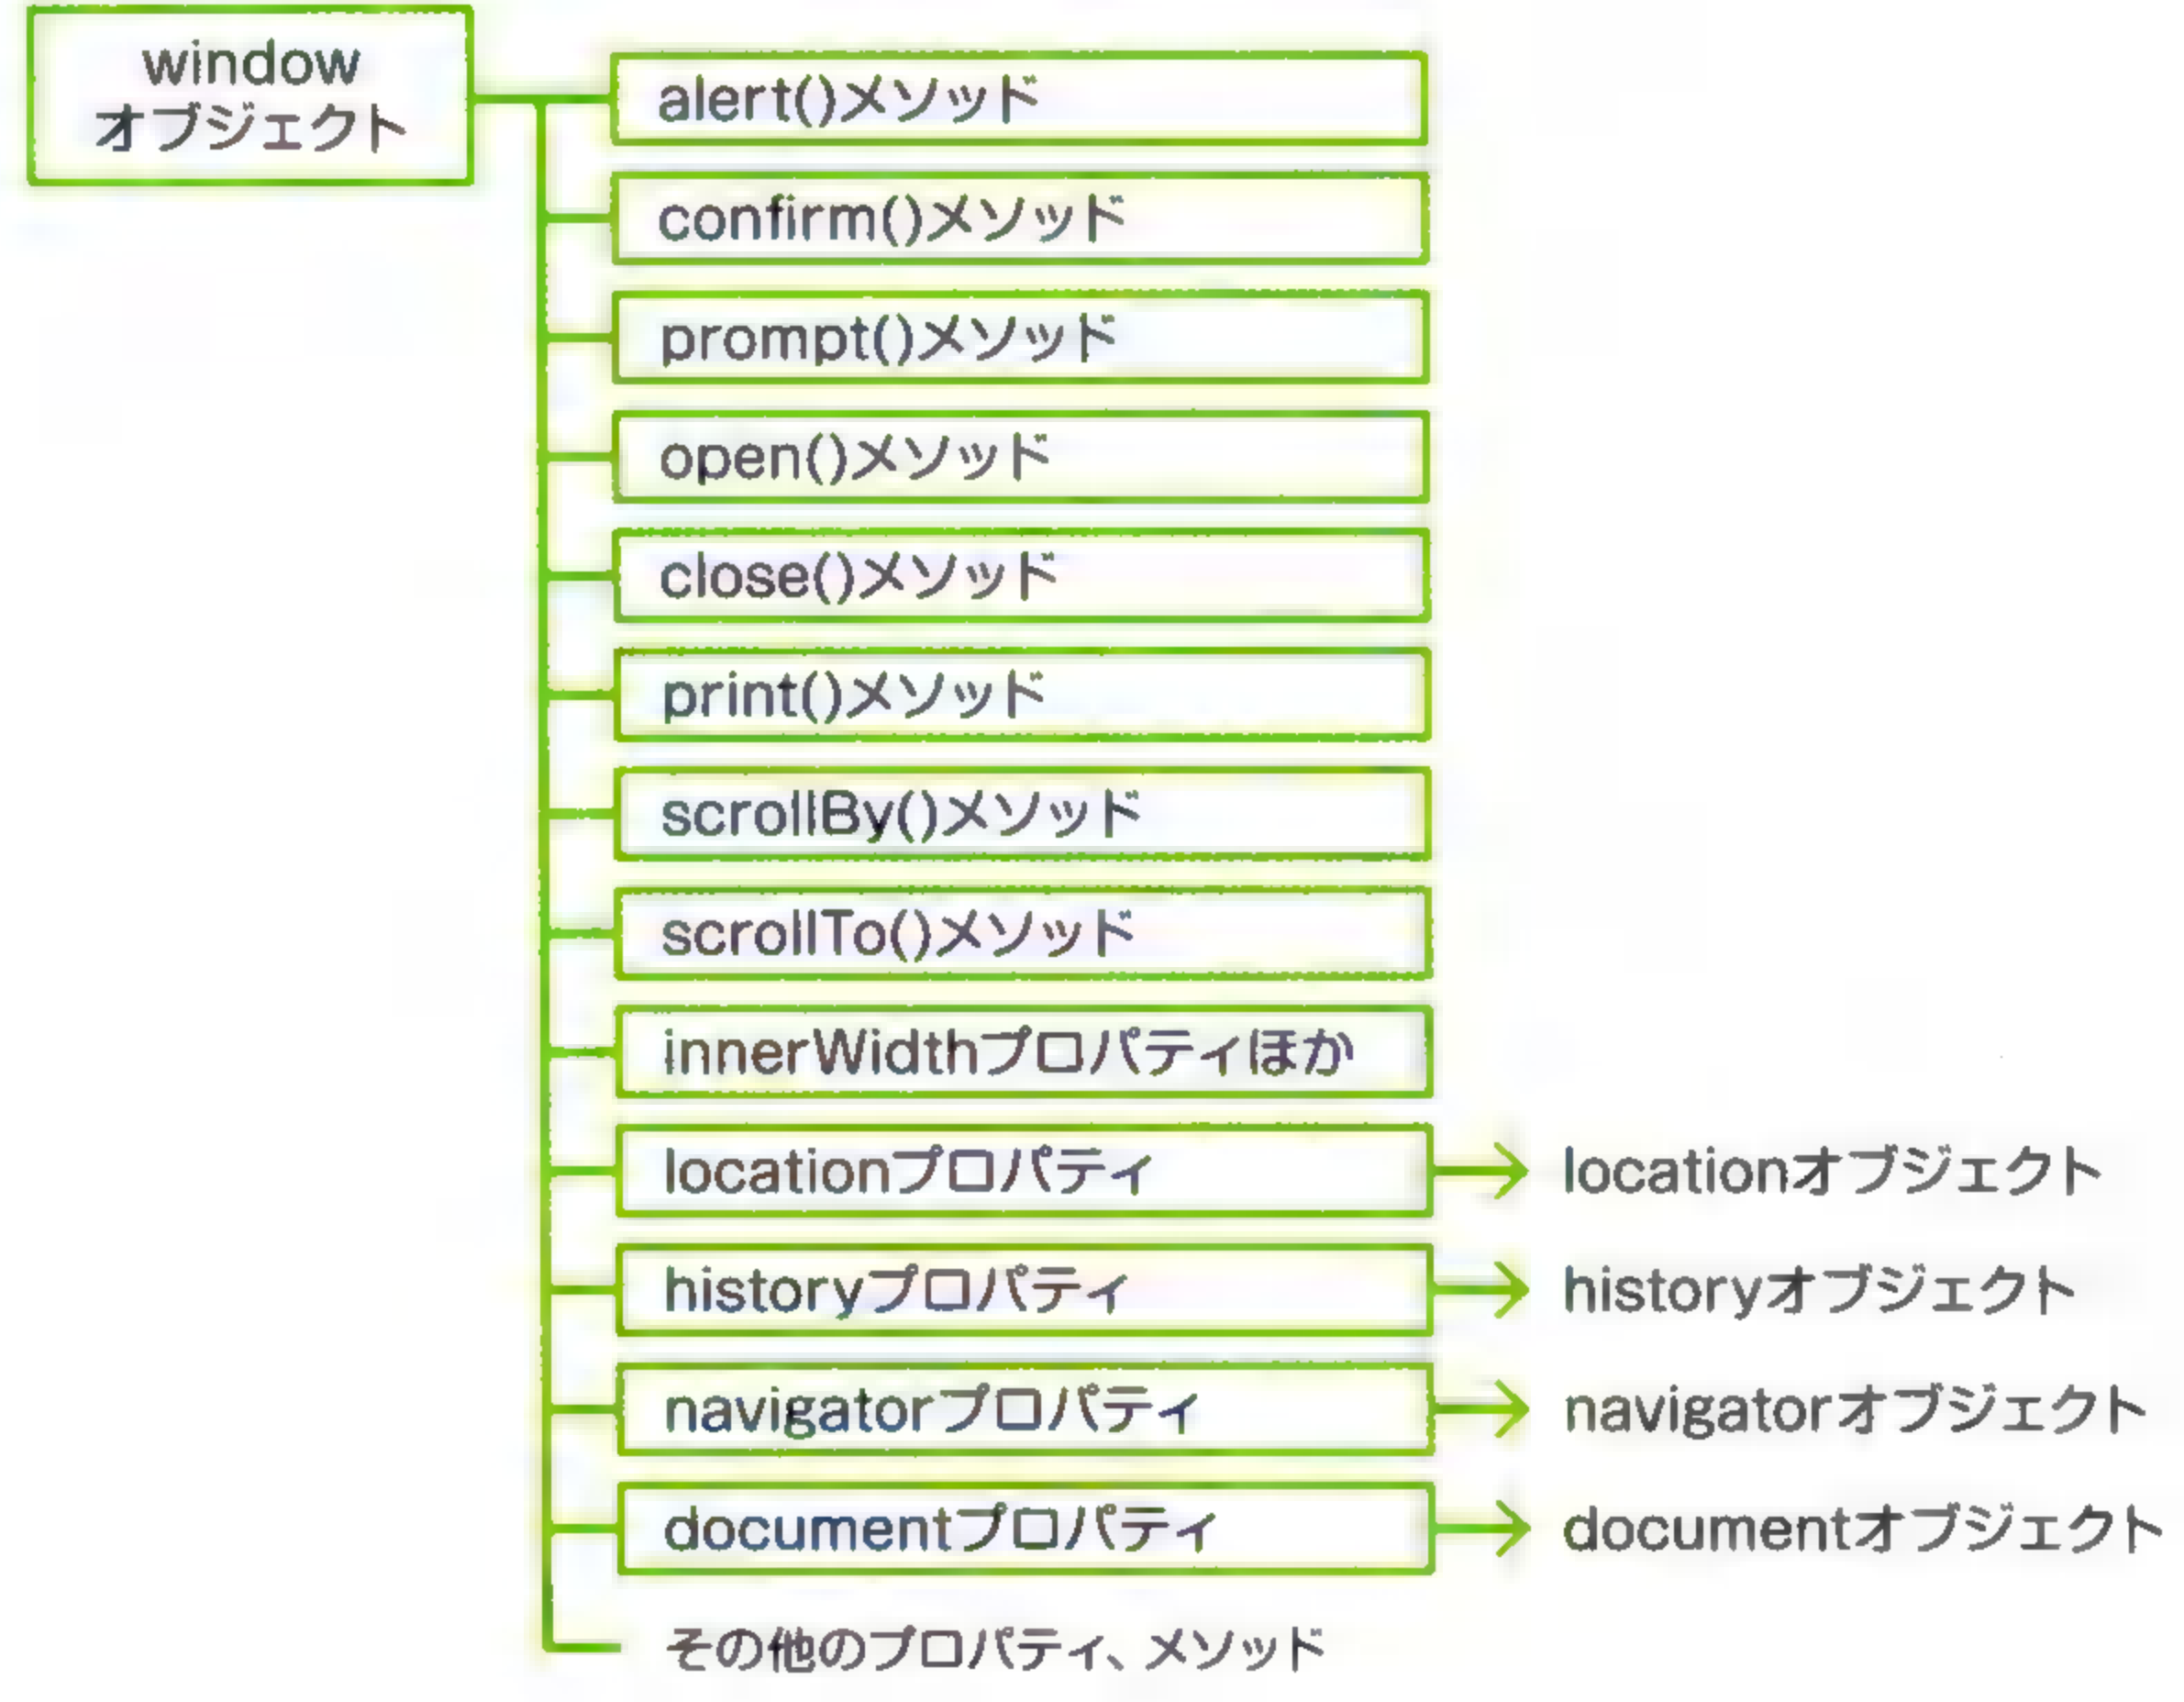 window
オブジェクト
alert()メソッド
confirm()メソッド
prompt()メソッド
open()メソッド
close()メソッド
print()メソッド
scrollBy()メソッド
scrollTo()メソッド
innerWidthプロパティほか
locationプロパティ
locationオブジェクト
historyプロパティ
historyオブジェクト
navigatorプロパティ
navigatorオブジェクト
documentプロパティ
documentオブジェクト
その他のプロパティ、メソッド